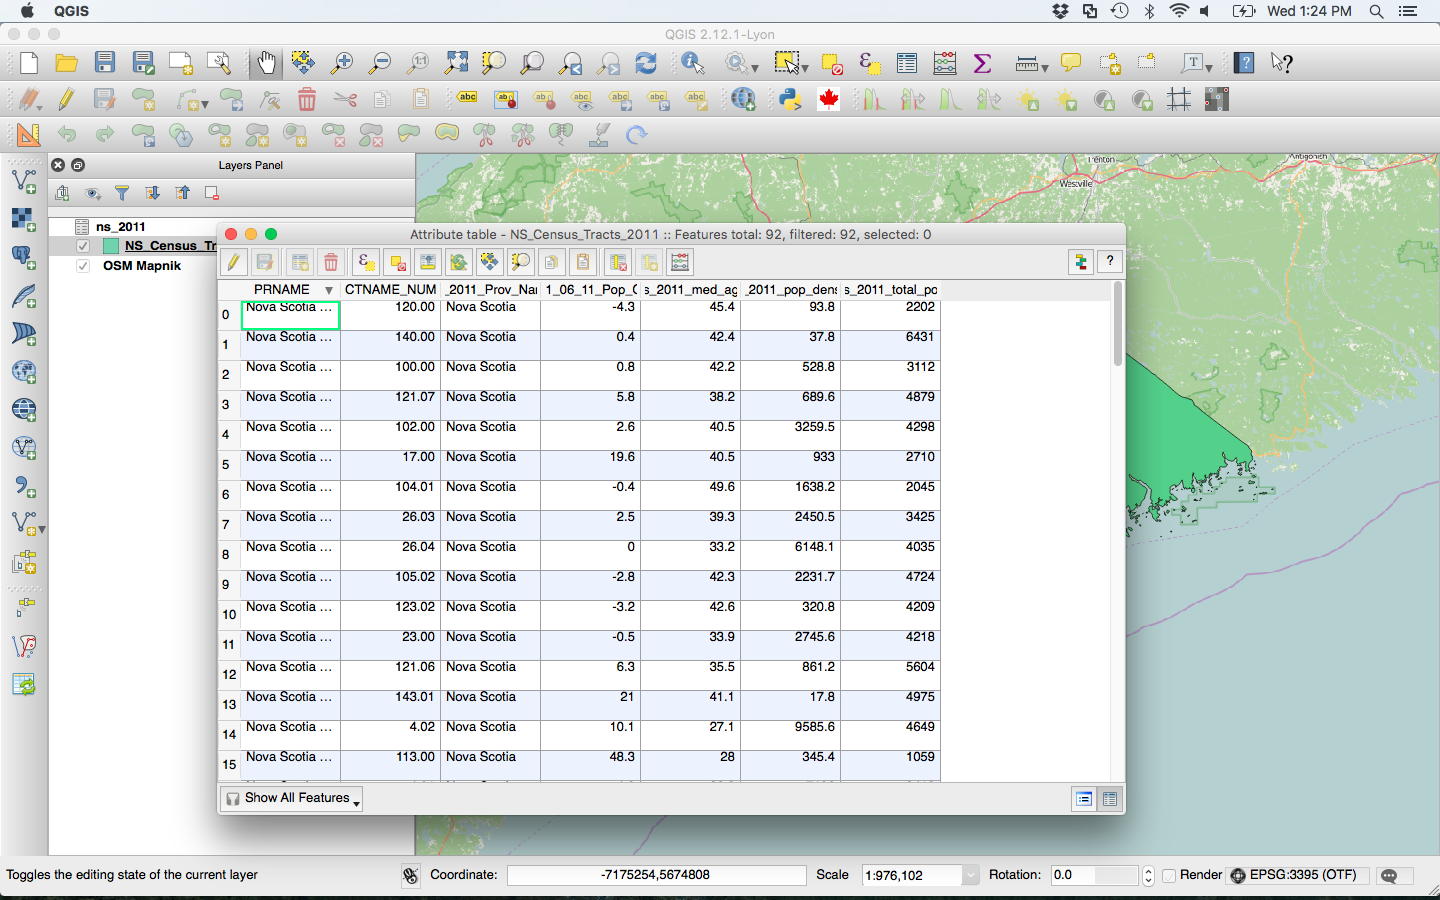 QGIS
Wed 1:24 PM
QGIS 2.12.1-Lyon
1:1
T
abc
ab
ab
abc
abc
abc
abc
Layers Panel
Trenton
Antigonish
Westville
ns_2011
NS_Census_Tr
OSM Mapnik
Attribute table - NS_Census_Tracts_2011 :: Features total: 92, filtered: 92, selected: 0
?
PRNAME CTNAME_NUM _2011_Prov_Nar 1_06_11_Pop_C s_2011_med_ag _2011_pop_dens s_2011_total_po
0 Nova Scotia ... 120.00 Nova Scotia -4.3 45.4 93.8 2202
1 Nova Scotia ... 140.00 Nova Scotia 0.4 42.4 37.8 6431
2 Nova Scotia ... 100.00 Nova Scotia 0.8 42.2 528.8 3112
3 Nova Scotia ... 121.07 Nova Scotia 5.8 38.2 689.6 4879
4 Nova Scotia ... 102.00 Nova Scotia 2.6 40.5 3259.5 4298
5 Nova Scotia ... 17.00 Nova Scotia 19.6 40.5 933 2710
6 Nova Scotia ... 104.01 Nova Scotia -0.4 49.6 1638.2 2045
7 Nova Scotia ... 26.03 Nova Scotia 2.5 39.3 2450.5 3425
8 Nova Scotia ... 26.04 Nova Scotia 0 33.2 6148.1 4035
9 Nova Scotia ... 105.02 Nova Scotia -2.8 42.3 2231.7 4724
10 Nova Scotia ... 123.02 Nova Scotia -3.2 42.6 320.8 4209
11 Nova Scotia ... 23.00 Nova Scotia -0.5 33.9 2745.6 4218
12 Nova Scotia ... 121.06 Nova Scotia 6.3 35.5 861.2 5604
13 Nova Scotia ... 143.01 Nova Scotia 21 41.1 17.8 4975
14 Nova Scotia ... 4.02 Nova Scotia 10.1 27.1 9585.6 4649
15 Nova Scotia ... 113.00 Nova Scotia 48.3 28 345.4 1059
Show All Features
Toggles the editing state of the current layer
Coordinate: -7175254,5674808
Scale 1:976,102
Rotation: 0.0
Render
EPSG:3395 (OTF)